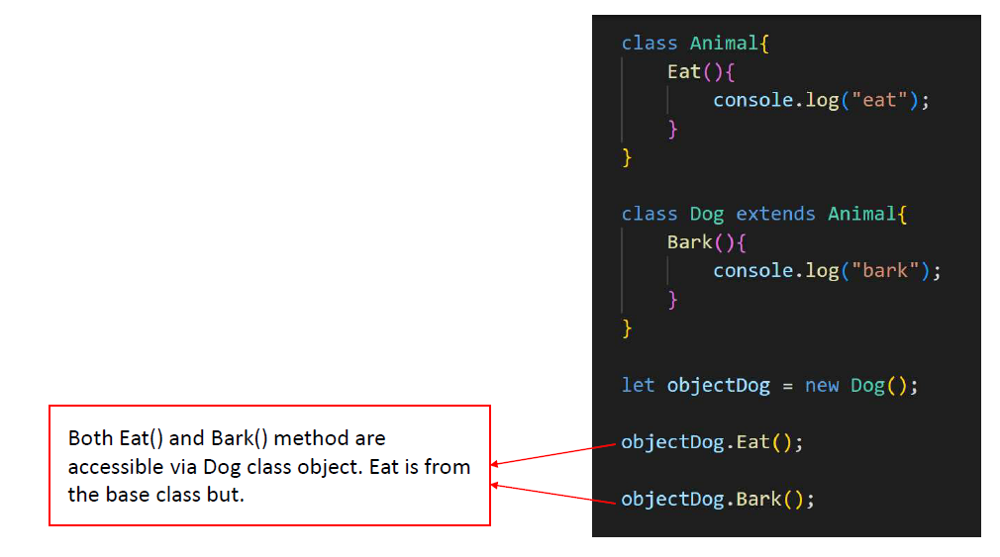 class Animal{
Eat(){
console.log("eat");
}
}
class Dog extends Animal{
Bark(){
console.log("bark");
}
}
let objectDog = new Dog();
objectDog.Eat();
objectDog.Bark();
Both Eat() and Bark() method are
accessible via Dog class object. Eat is from
the base class but.